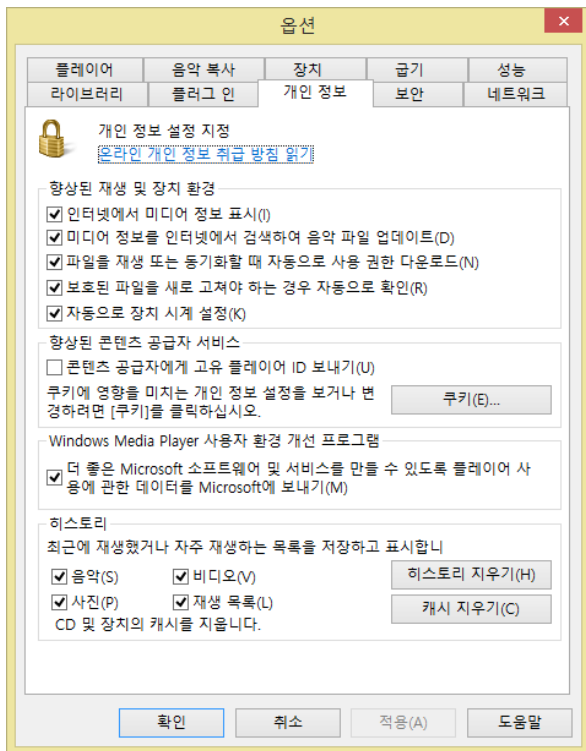 옵션
플레이어 음악 복사 장치 굽기 성능
라이브러리 플러그 인 개인 정보 보안 네트워크
개인 정보 설정 지정
온라인 개인 정보 취급 방침 읽기
향상된 재생 및 장치 환경
인터넷에서 미디어 정보 표시(I)
미디어 정보를 인터넷에서 검색하여 음악 파일 업데이트(D)
파일을 재생 또는 동기화할 때 자동으로 사용 권한 다운로드(N)
보호된 파일을 새로 고쳐야 하는 경우 자동으로 확인(R)
자동으로 장치 시계 설정(K)
향상된 콘텐츠 공급자 서비스
콘텐츠 공급자에게 고유 플레이어 ID 보내기(U)
쿠키에 영향을 미치는 개인 정보 설정을 보거나 변
경하려면 [쿠키]를 클릭하십시오.
쿠키(E)...
Windows Media Player 사용자 환경 개선 프로그램
더 좋은 Microsoft 소프트웨어 및 서비스를 만들 수 있도록 플레이어 사
용에 관한 데이터를 Microsoft에 보내기(M)
히스토리
최근에 재생했거나 자주 재생하는 목록을 저장하고 표시합니
음악(S) 비디오(V) 히스토리 지우기(H)
사진(P) 재생 목록(L) 캐시 지우기(C)
CD 및 장치의 캐시를 지웁니다.
확인 취소 적용(A) 도움말